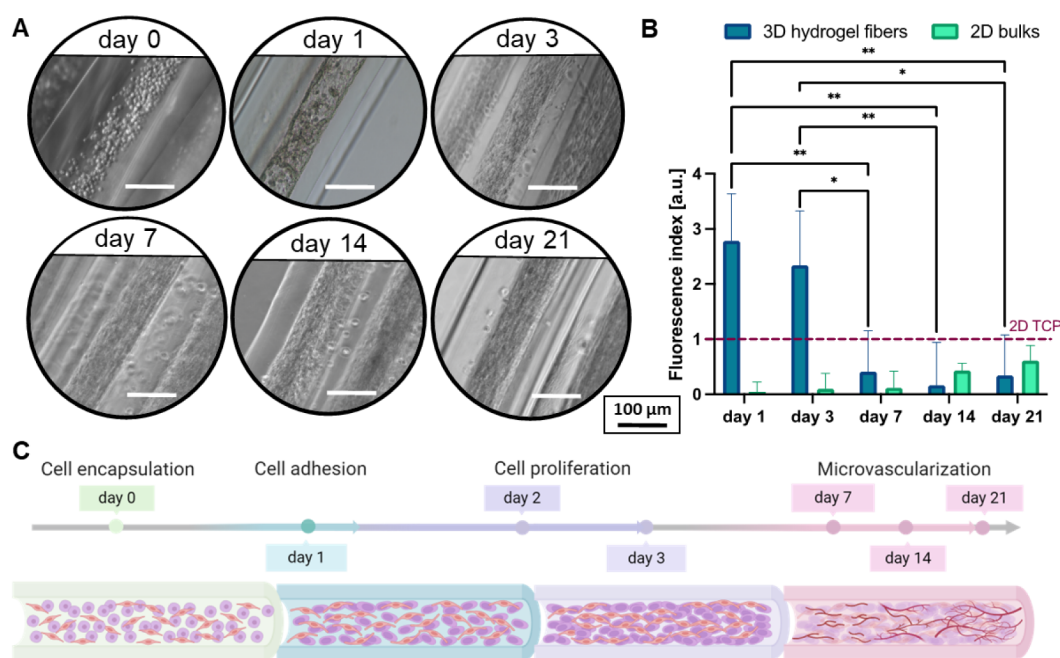 A
day 0
day 1
day 3
day 7
day 14
day 21
100 μm
B
3D hydrogel fibers
2D bulks
**
*
**
**
**
*
Fluorescence index [a.u.]
4
3
2
1
0
2D TCP
day 1
day 3
day 7
day 14
day 21
C
Cell encapsulation
Cell adhesion
Cell proliferation
Microvascularization
day 0
day 2
day 7
day 21
day 1
day 3
day 14